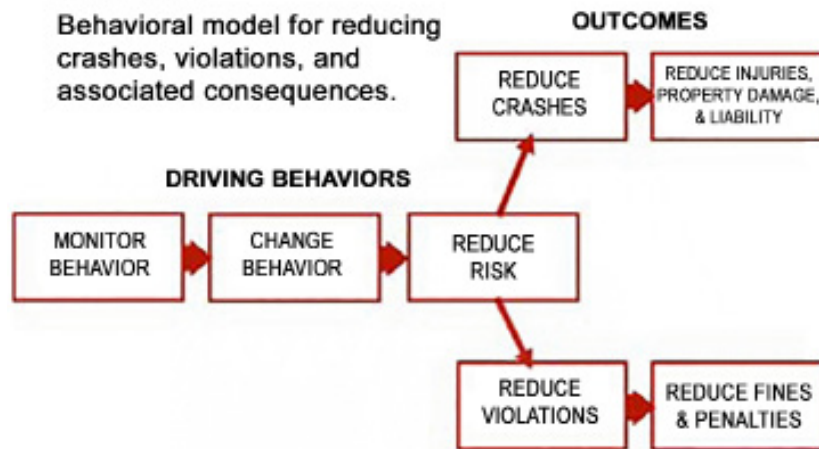 Behavioral model for reducing
crashes, violations, and
associated consequences.
OUTCOMES
REDUCE
CRASHES
REDUCE INJURIES,
PROPERTY DAMAGE,
& LIABILITY
DRIVING BEHAVIORS
MONITOR
BEHAVIOR
CHANGE
BEHAVIOR
REDUCE
RISK
REDUCE
VIOLATIONS
REDUCE FINES
& PENALTIES